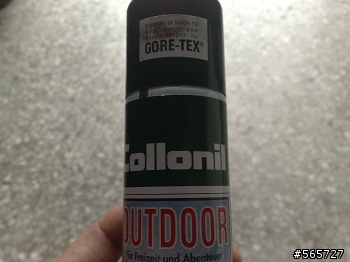 GORE-TEX®
Collonil
OUTDOOR
für Freizeit und Abenteuer
#565727